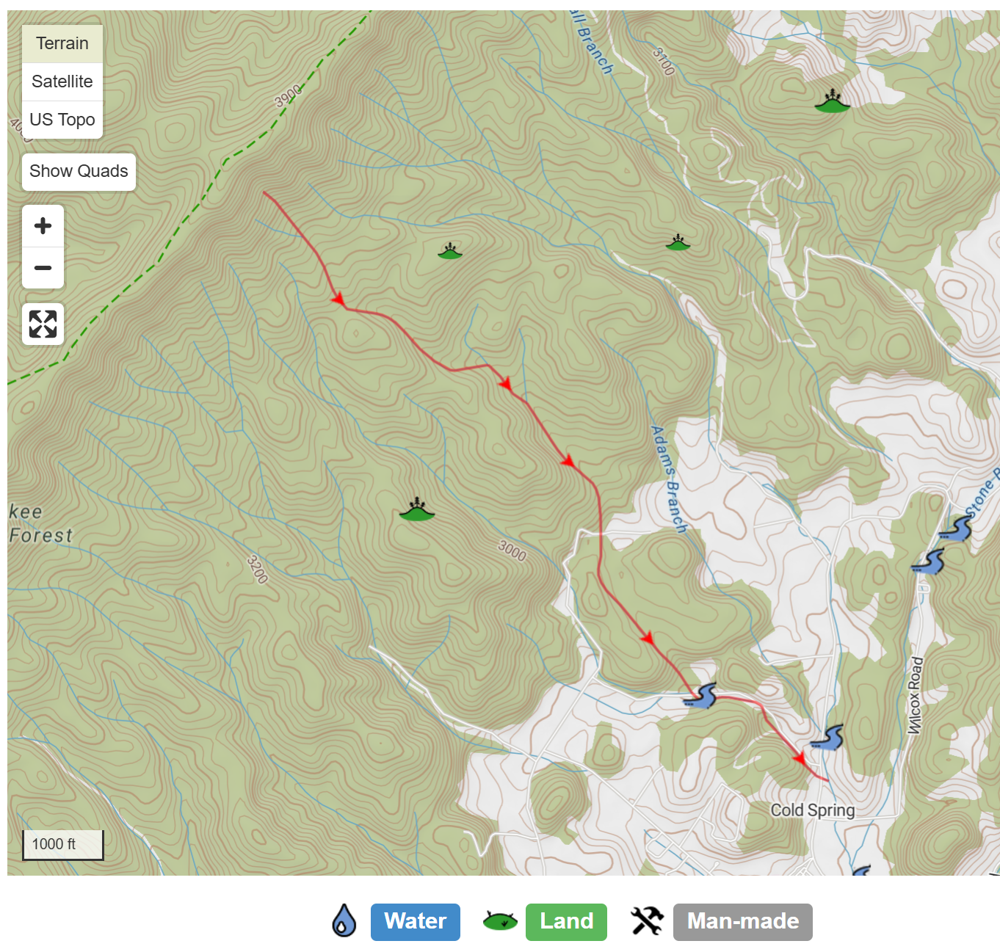 Terrain
Satellite
US Topo
Show Quads
+
−
3900
3100
Branch
Adams Branch
kee
Forest
3200
3000
Stone
Wilcox Road
Cold Spring
1000 ft
Water
Land
Man-made